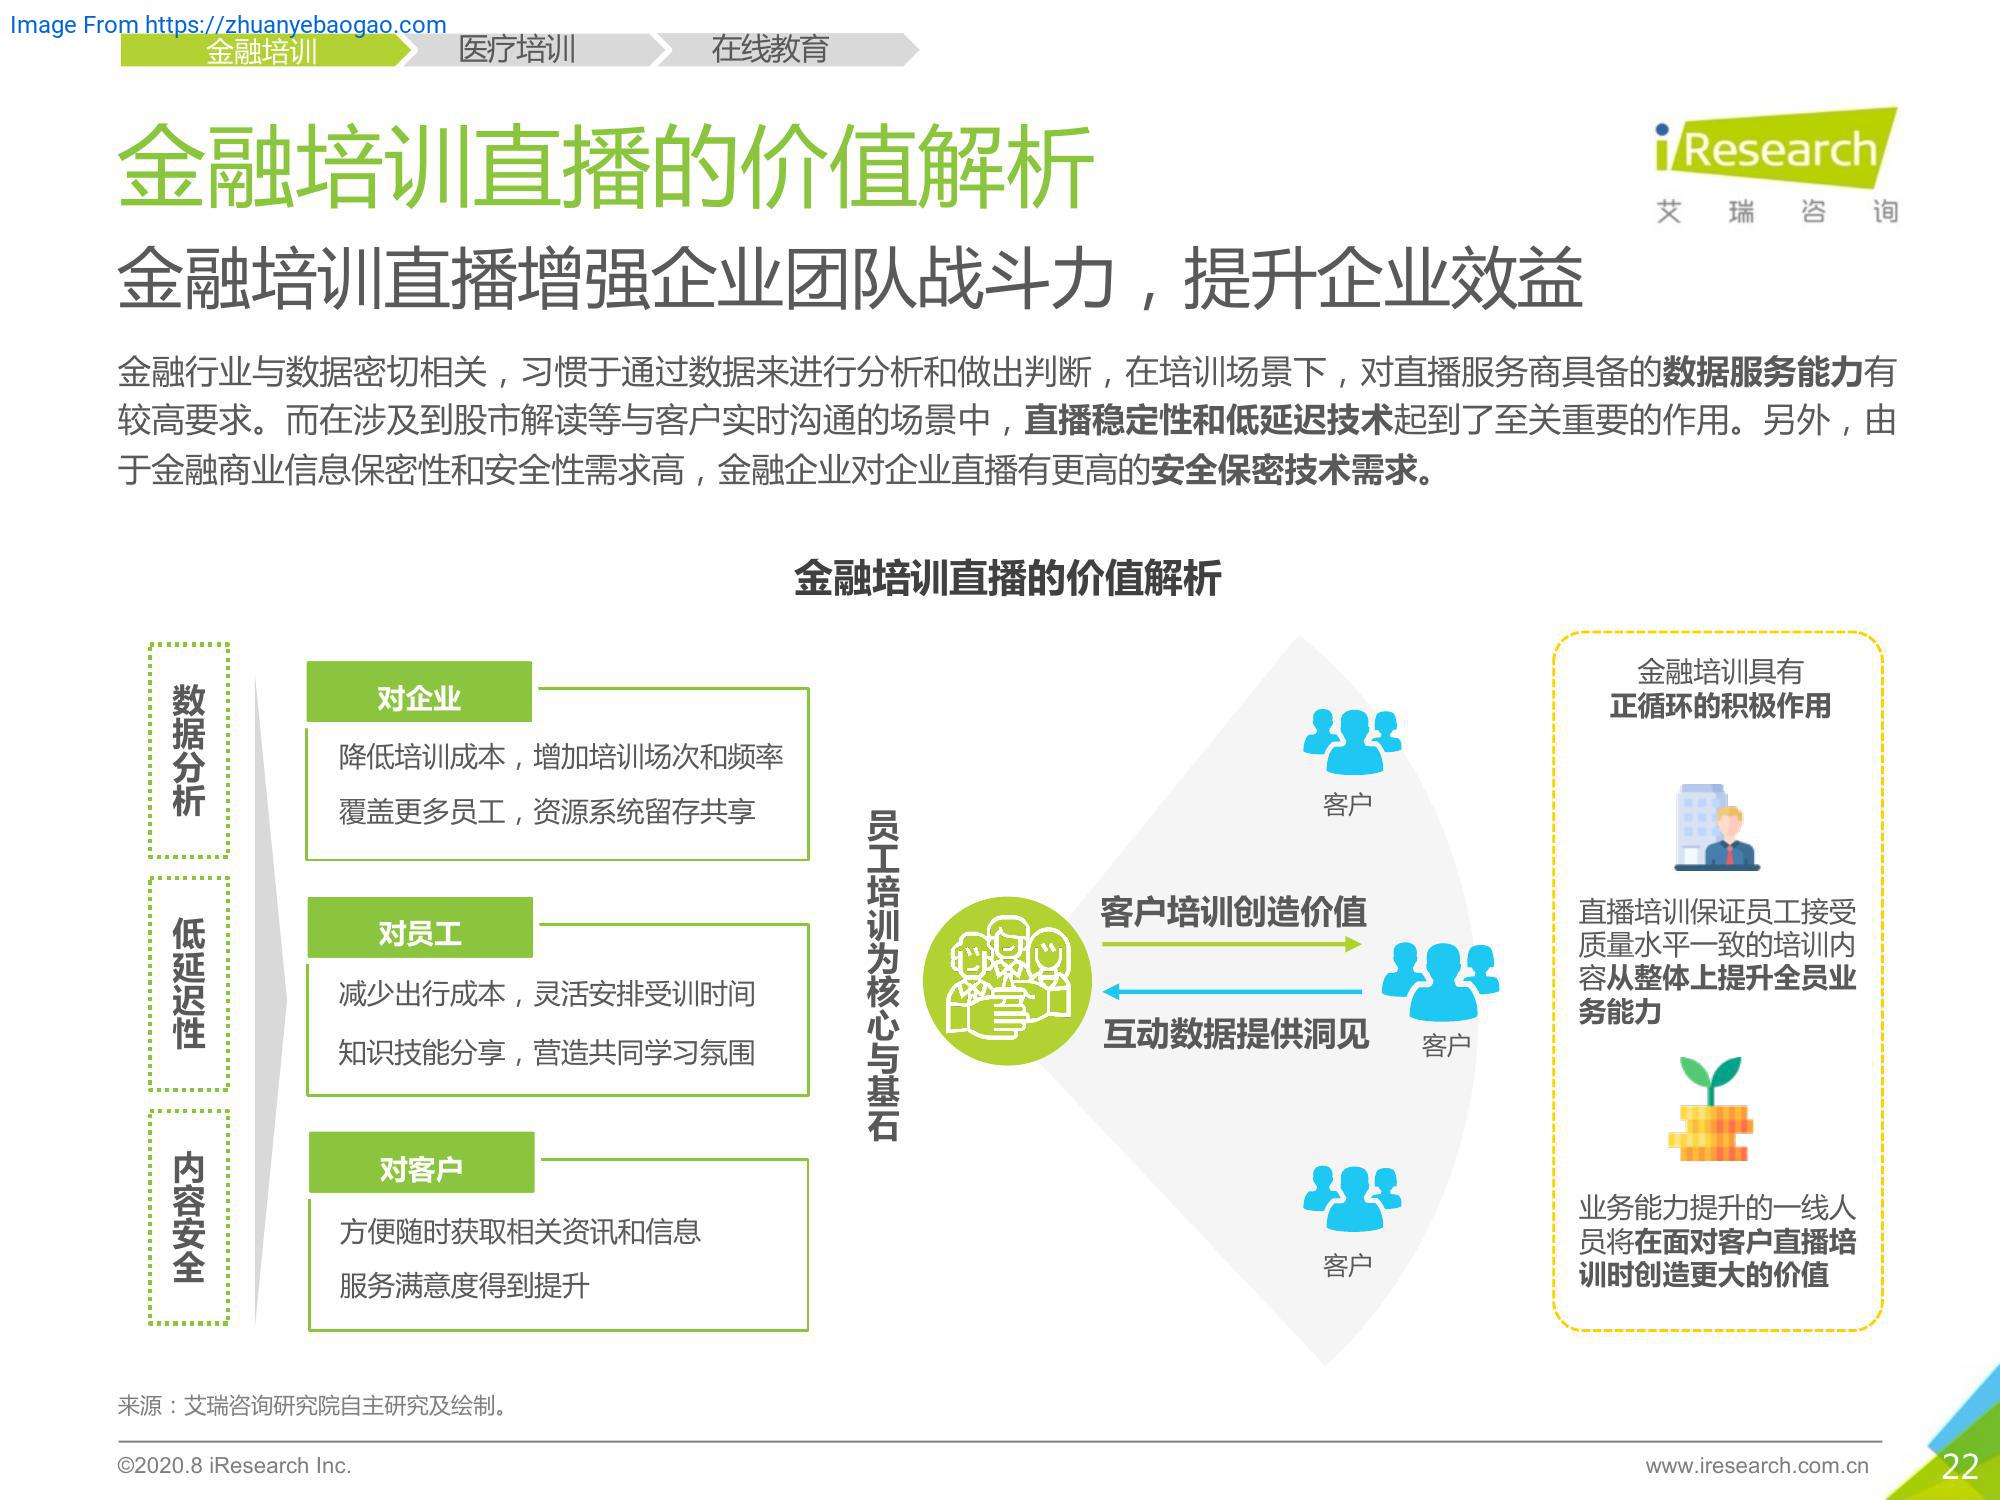 Image From https://zhuanyebaogao.com
金融培训
医疗培训
在线教育
iResearch
艾瑞咨询
金融培训直播的价值解析
金融培训直播增强企业团队战斗力，提升企业效益
金融行业与数据密切相关，习惯于通过数据来进行分析和做出判断，在培训场景下，对直播服务商具备的数据服务能力有
较高要求。而在涉及到股市解读等与客户实时沟通的场景中，直播稳定性和低延迟技术起到了至关重要的作用。另外，由
于金融商业信息保密性和安全性需求高，金融企业对企业直播有更高的安全保密技术需求。
金融培训直播的价值解析
数据分析
低延迟性
内容安全
对企业
降低培训成本，增加培训场次和频率
覆盖更多员工，资源系统留存共享
对员工
减少出行成本，灵活安排受训时间
知识技能分享，营造共同学习氛围
对客户
方便随时获取相关资讯和信息
服务满意度得到提升
员工培训为核心与基石
客户
客户培训创造价值
互动数据提供洞见
客户
客户
金融培训具有
正循环的积极作用
直播培训保证员工接受
质量水平一致的培训内
容从整体上提升全员业
务能力
业务能力提升的一线人
员将在面对客户直播培
训时创造更大的价值
来源：艾瑞咨询研究院自主研究及绘制。
©2020.8 iResearch Inc.
www.iresearch.com.cn
22